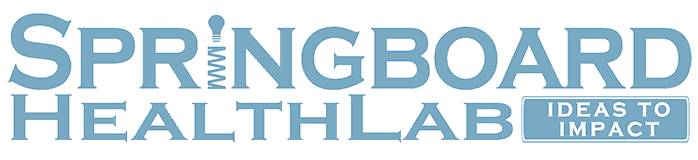 SPRINGBOARD
HEALTHLAB
IDEAS TO
IMPACT